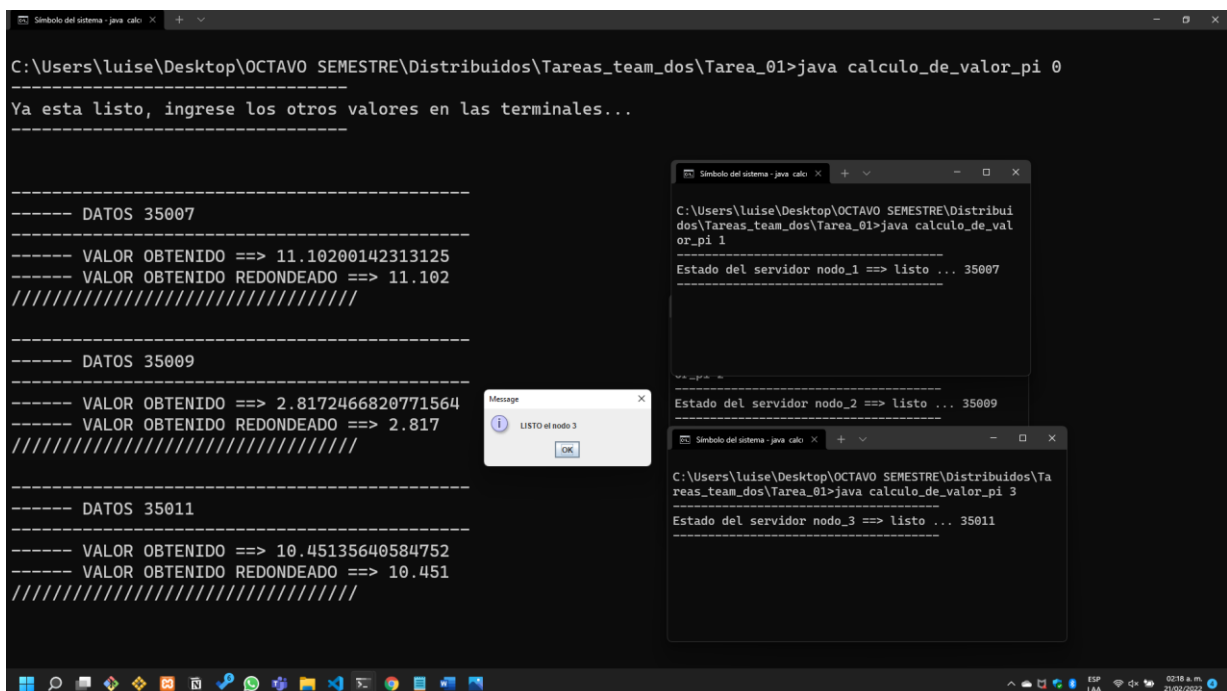 Símbolo del sistema - java calc
C:\Users\luise\Desktop\OCTAVO SEMESTRE\Distribuidos\Tareas_team_dos\Tarea_01>java calculo_de_valor_pi 0
---------------------------------
Ya esta listo, ingrese los otros valores en las terminales...
---------------------------------
---------------------------------------------
------ DATOS 35007
---------------------------------------------
------ VALOR OBTENIDO ==> 11.10200142313125
------ VALOR OBTENIDO REDONDEADO ==> 11.102
//////////////////////////////////
---------------------------------------------
------ DATOS 35009
---------------------------------------------
------ VALOR OBTENIDO ==> 2.8172466820771564
------ VALOR OBTENIDO REDONDEADO ==> 2.817
//////////////////////////////////
---------------------------------------------
------ DATOS 35011
---------------------------------------------
------ VALOR OBTENIDO ==> 10.45135640584752
------ VALOR OBTENIDO REDONDEADO ==> 10.451
//////////////////////////////////
Símbolo del sistema - java calc
C:\Users\luise\Desktop\OCTAVO SEMESTRE\Distribui
dos\Tareas_team_dos\Tarea_01>java calculo_de_val
or_pi 1
--------------------------------------
Estado del servidor nodo_1 ==> listo ... 35007
--------------------------------------
or_pi 2
--------------------------------------
Estado del servidor nodo_2 ==> listo ... 35009
--------------------------------------
Message
LISTO el nodo 3
OK
Símbolo del sistema - java calc
C:\Users\luise\Desktop\OCTAVO SEMESTRE\Distribuidos\Ta
reas_team_dos\Tarea_01>java calculo_de_valor_pi 3
--------------------------------------
Estado del servidor nodo_3 ==> listo ... 35011
--------------------------------------
ESP
LAA
02:18 a. m.
21/02/2022